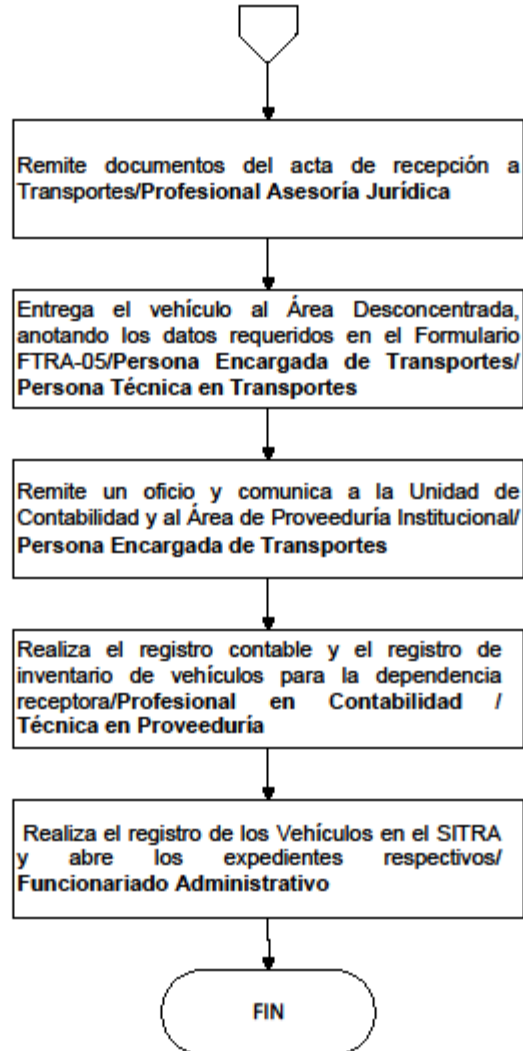 Remite documentos del acta de recepción a
Transportes/Profesional Asesoría Jurídica
Entrega el vehículo al Área Desconcentrada,
anotando los datos requeridos en el Formulario
FTRA-05/Persona Encargada de Transportes/
Persona Técnica en Transportes
Remite un oficio y comunica a la Unidad de
Contabilidad y al Área de Proveeduría Institucional/
Persona Encargada de Transportes
Realiza el registro contable y el registro de
inventario de vehículos para la dependencia
receptora/Profesional en Contabilidad /
Técnica en Proveeduría
Realiza el registro de los Vehículos en el SITRA
y abre los expedientes respectivos/
Funcionariado Administrativo
FIN